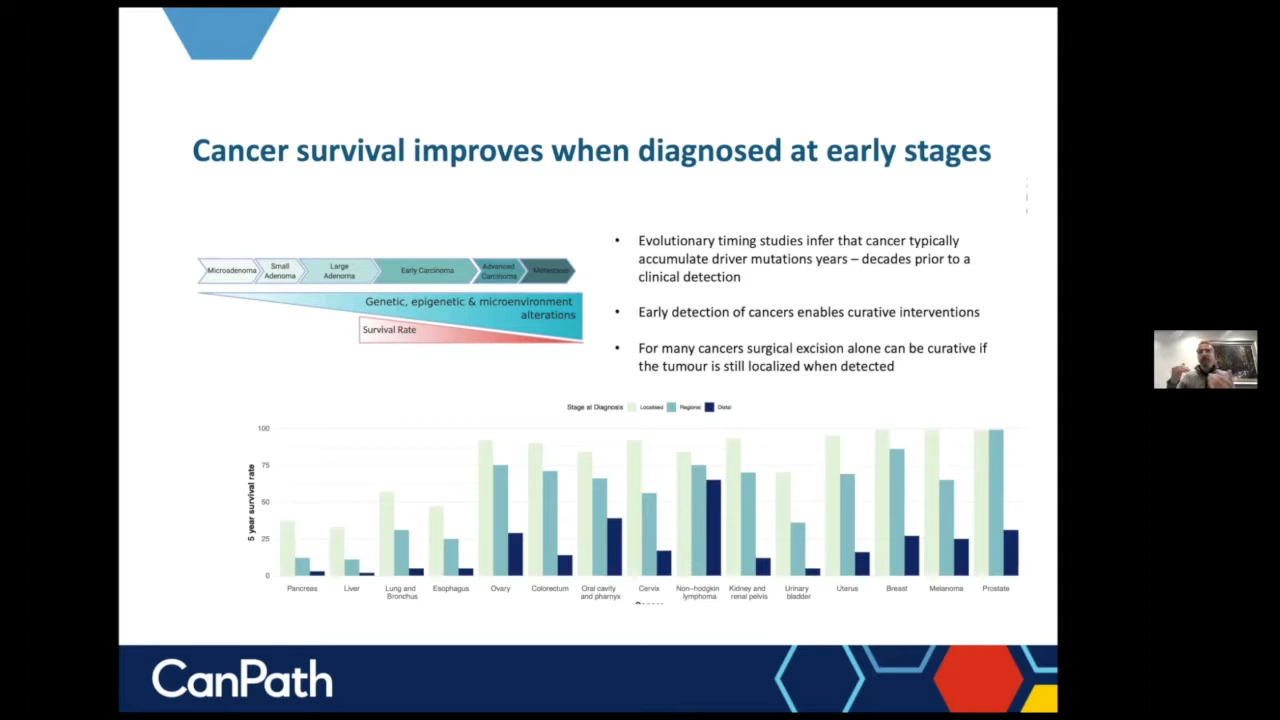 Cancer survival improves when diagnosed at early stages
Microadenoma
Small
Adenoma
Large
Adenoma
Early Carcinoma
Advanced
Carcinoma
Metastasis
Genetic, epigenetic & microenvironment
alterations
Survival Rate
• Evolutionary timing studies infer that cancer typically
accumulate driver mutations years – decades prior to a
clinical detection
• Early detection of cancers enables curative interventions
• For many cancers surgical excision alone can be curative if
the tumour is still localized when detected
Stage at Diagnosis Localised Regional Distal
5 year survival rate
100
75
50
25
0
Pancreas
Liver
Lung and
Bronchus
Esophagus
Ovary
Colorectum
Oral cavity
and pharnyx
Cervix
Non-hodgkin
lymphoma
Kidney and
renal pelvis
Urinary
bladder
Uterus
Breast
Melanoma
Prostate
CanPath